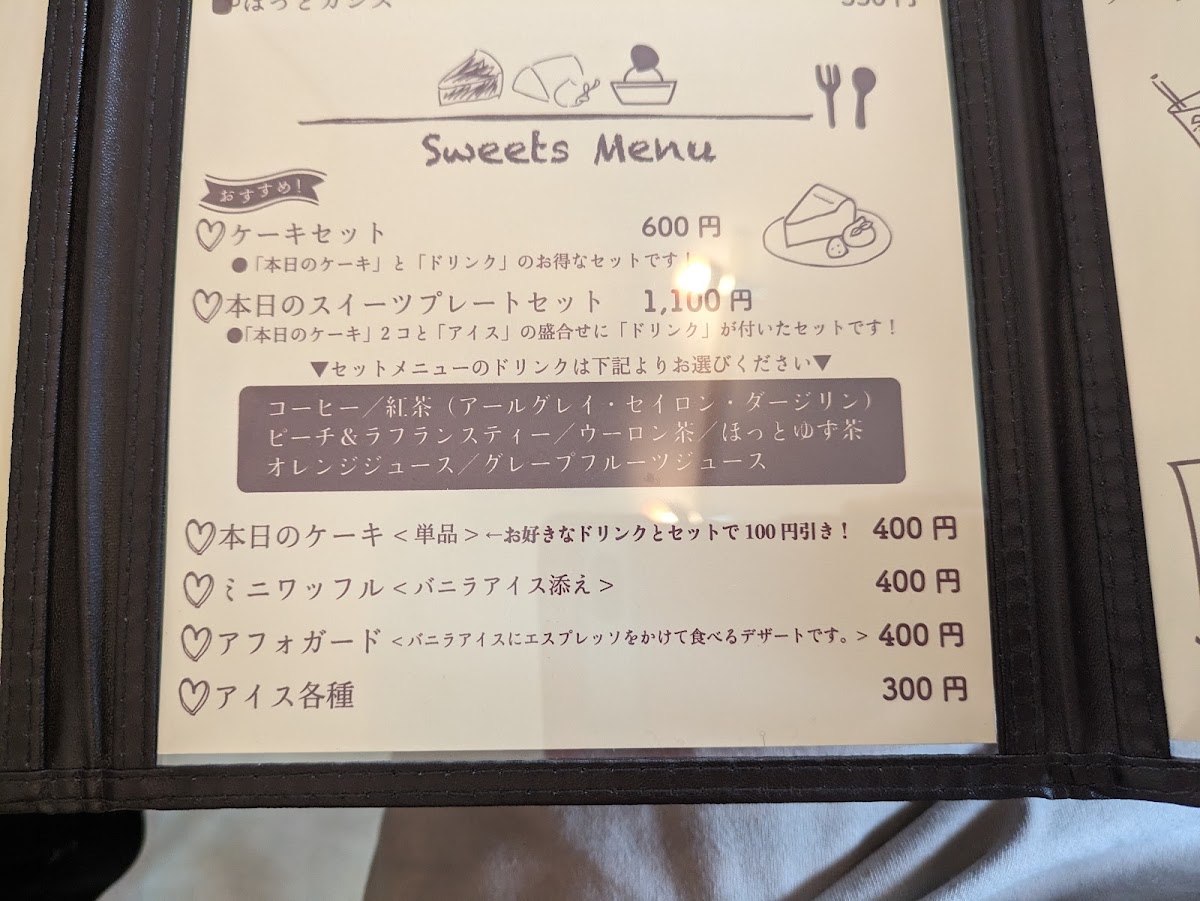 ほっとカシス
Sweets Menu
おすすめ!
ケーキセット 600円
●「本日のケーキ」と「ドリンク」のお得なセットです!
本日のスイーツプレートセット 1,100円
●「本日のケーキ」2コと「アイス」の盛合せに「ドリンク」が付いたセットです!
▼セットメニューのドリンクは下記よりお選びください▼
コーヒー/紅茶(アールグレイ・セイロン・ダージリン)
ピーチ&ラフランスティー/ウーロン茶/ほっとゆず茶
オレンジジュース/グレープフルーツジュース
本日のケーキ<単品>←お好きなドリンクとセットで100円引き! 400円
ミニワッフル<バニラアイス添え> 400円
アフォガード<バニラアイスにエスプレッソをかけて食べるデザートです。> 400円
アイス各種 300円